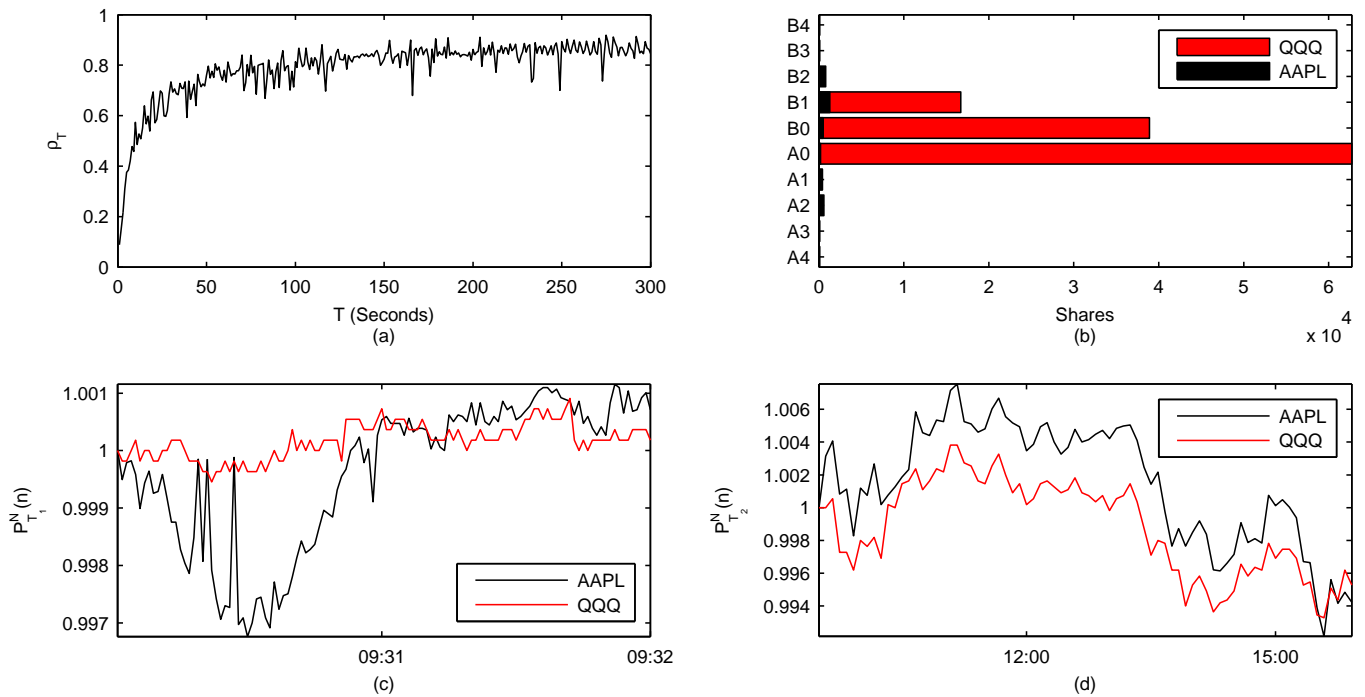 1
0.8
0.6
0.4
0.2
0
ρ_T
0 50 100 150 200 250 300
T (Seconds)
(a)
B4
B3
B2
B1
B0
A0
A1
A2
A3
A4
QQQ
AAPL
0 1 2 3 4 5 6
Shares
x 10^4
(b)
1.001
1
0.999
0.998
0.997
P^N_{T_1}(n)
AAPL
QQQ
09:31 09:32
(c)
1.006
1.004
1.002
1
0.998
0.996
0.994
P^N_{T_2}(n)
AAPL
QQQ
12:00 15:00
(d)